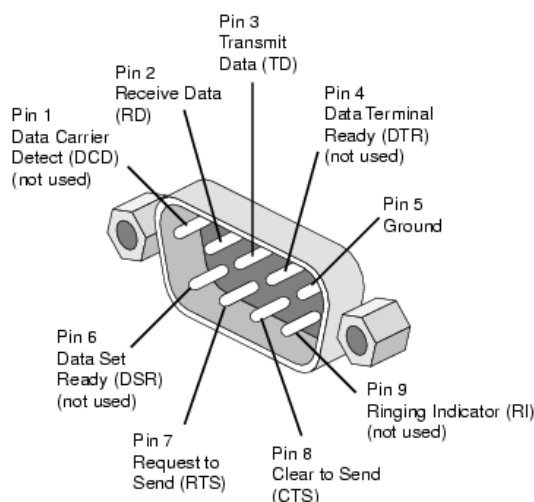 Pin 3
Transmit
Data (TD)
Pin 2
Receive Data
(RD)
Pin 4
Data Terminal
Ready (DTR)
(not used)
Pin 1
Data Carrier
Detect (DCD)
(not used)
Pin 5
Ground
Pin 6
Data Set
Ready (DSR)
(not used)
Pin 9
Ringing Indicator (RI)
(not used)
Pin 7
Request to
Send (RTS)
Pin 8
Clear to Send
(CTS)